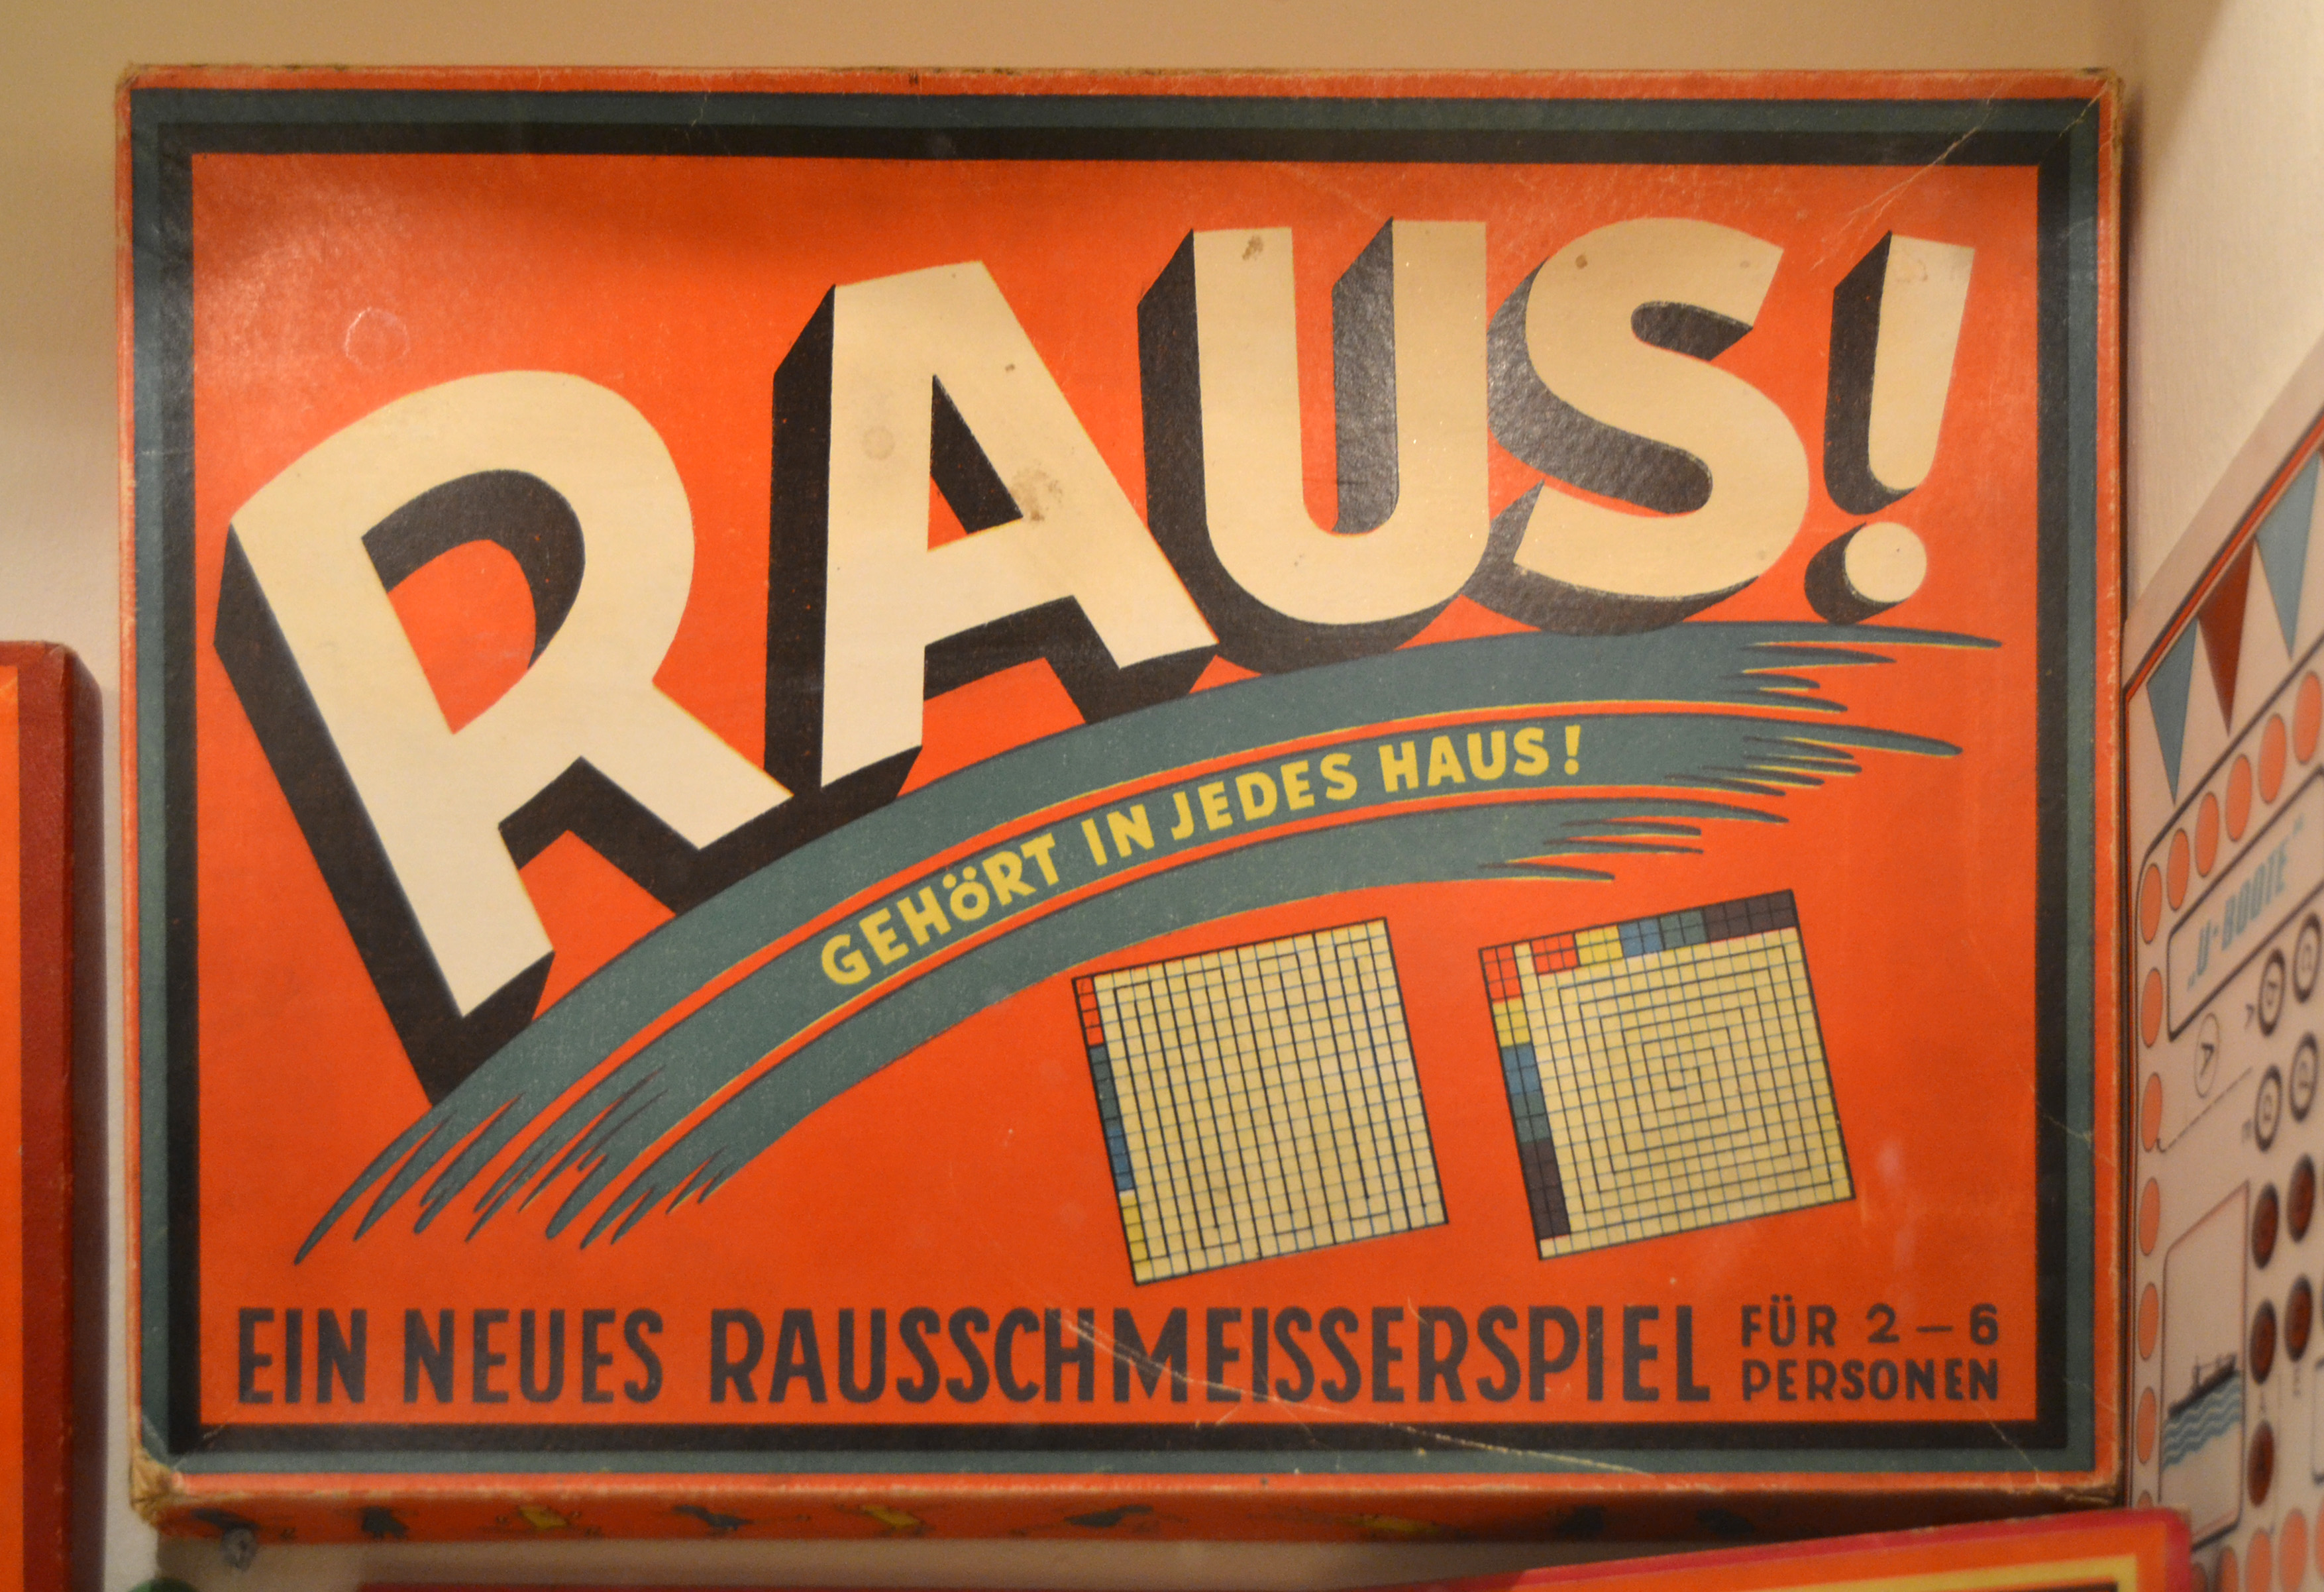 RAUS!
GEHÖRT IN JEDES HAUS!
EIN NEUES RAUSSCHMEISSERSPIEL
FÜR 2 – 6
PERSONEN
„U-BOOTE"